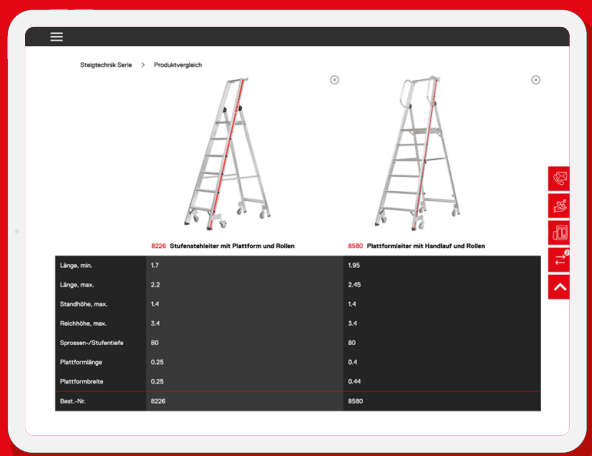 Steigtechnik Serie > Produktvergleich
8226 Stufenstehleiter mit Plattform und Rollen
8580 Plattformleiter mit Handlauf und Rollen
Länge, min. 1.7 1.95
Länge, max. 2.2 2.45
Standhöhe, max. 1.4 1.4
Reichhöhe, max. 3.4 3.4
Sprossen-/Stufentiefe 80 80
Plattformlänge 0.25 0.4
Plattformbreite 0.25 0.44
Best.-Nr. 8226 8580